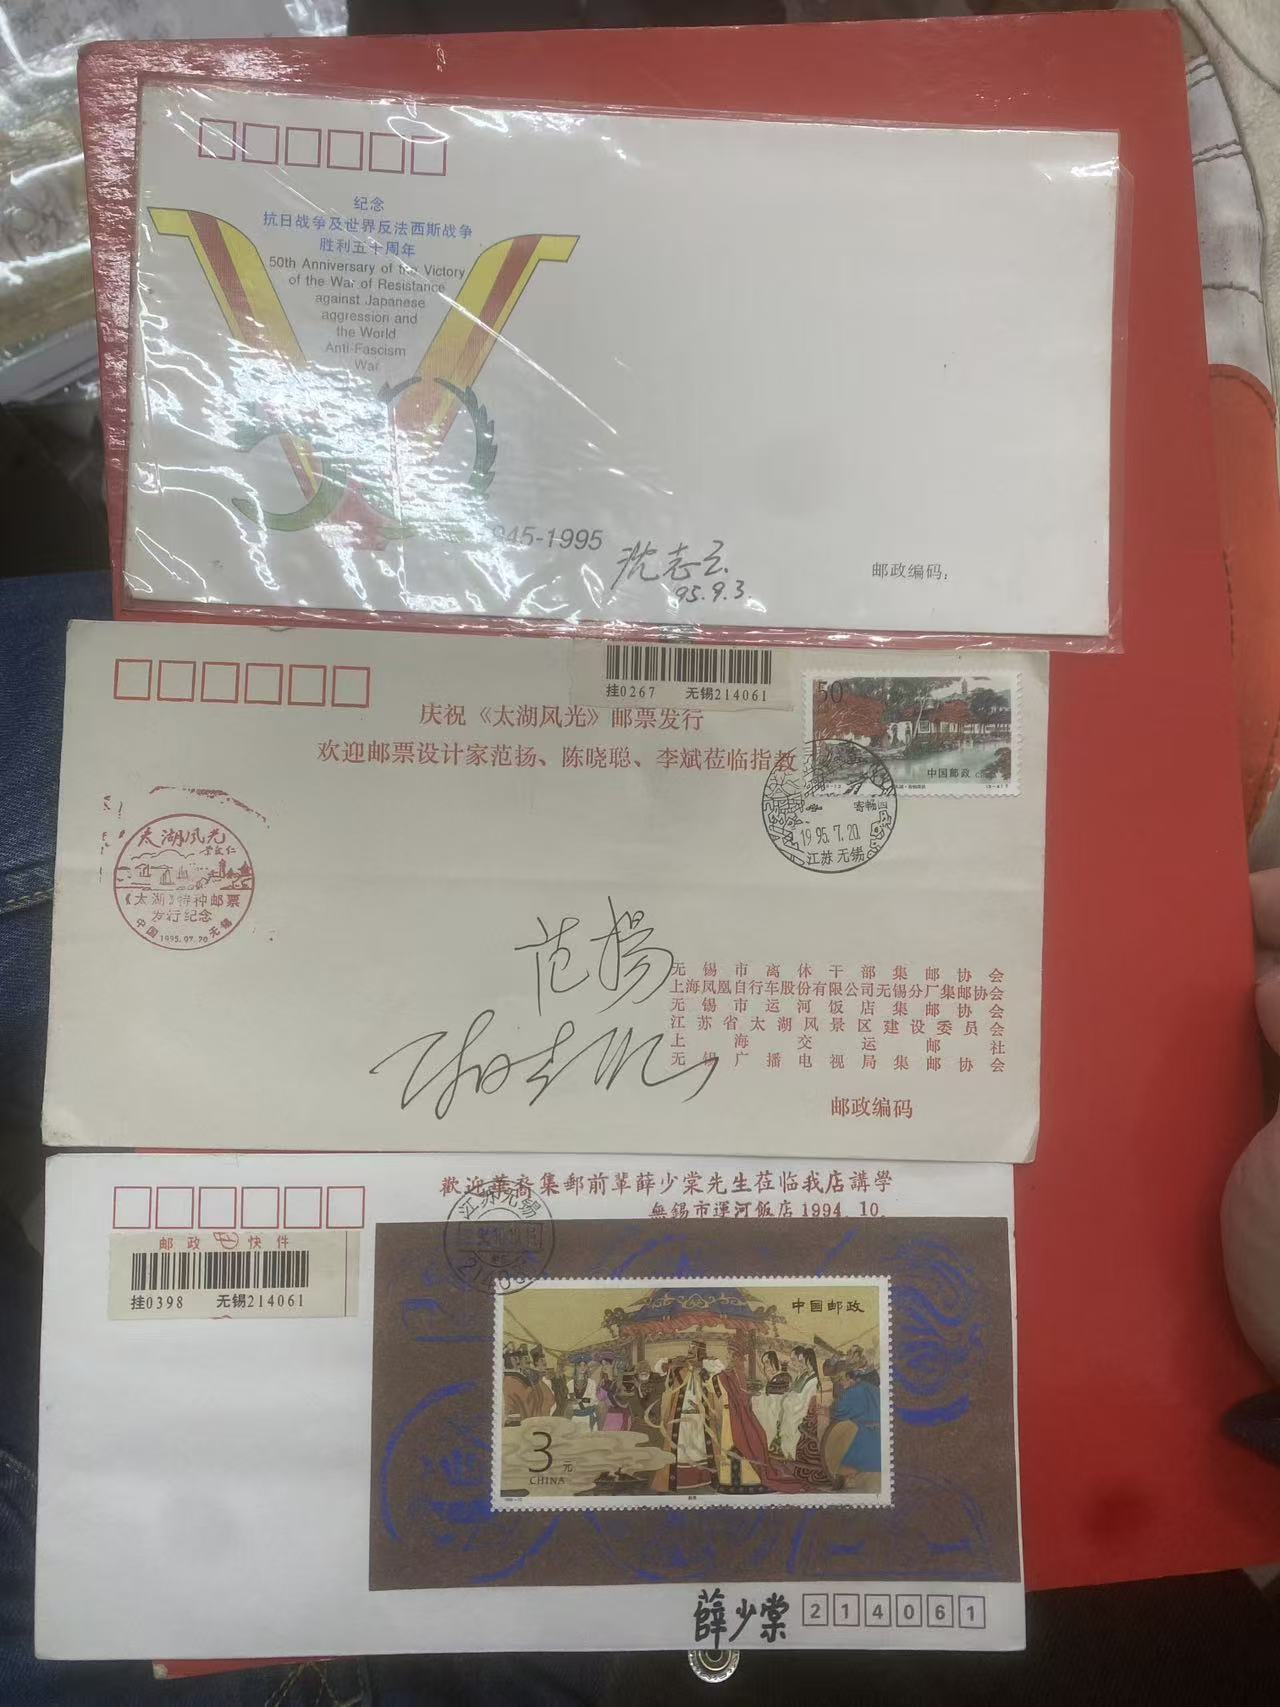 纪念
抗日战争及世界反法西斯战争
胜利五十周年
50th Anniversary of the Victory
of the War of Resistance
against Japanese
aggression and
the World
Anti-Fascism
War
945-1995
沈志云
95.9.3.
邮政编码:
挂0267 无锡214061
庆祝《太湖风光》邮票发行
欢迎邮票设计家范扬、陈晓聪、李斌莅临指教
50
中国邮政
寄畅园
1995.7.20.
江苏 无锡
太湖风光
《太湖》特种邮票
发行纪念
中国 1995.07.20 无锡
范扬
无锡市离休干部集邮协会
上海凤凰自行车股份有限公司无锡分厂集邮协会
无锡市运河饭店集邮协会
江苏省太湖风景区建设委员会
上海交运邮社
无锡广播电视局集邮协会
邮政编码
歡迎華裔集郵前輩薛少棠先生莅临我店講學
無錫市運河飯店1994.10.
江苏无锡
邮政快件
挂0398 无锡214061
中国邮政
3元
CHINA
薛少棠
214061